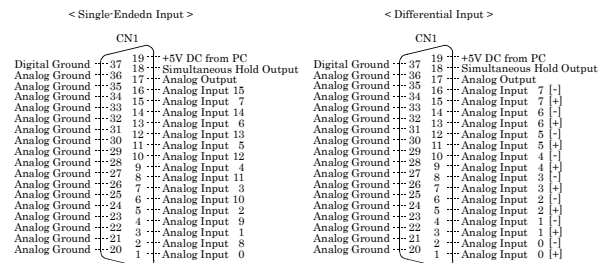 < Single-Endedn Input >
CN1
19 +5V DC from PC
Digital Ground 37
18 Simultaneous Hold Output
Analog Ground 36
17 Analog Output
Analog Ground 35
16 Analog Input 15
Analog Ground 34
15 Analog Input 7
Analog Ground 33
14 Analog Input 14
Analog Ground 32
13 Analog Input 6
Analog Ground 31
12 Analog Input 13
Analog Ground 30
11 Analog Input 5
Analog Ground 29
10 Analog Input 12
Analog Ground 28
9 Analog Input 4
Analog Ground 27
8 Analog Input 11
Analog Ground 26
7 Analog Input 3
Analog Ground 25
6 Analog Input 10
Analog Ground 24
5 Analog Input 2
Analog Ground 23
4 Analog Input 9
Analog Ground 22
3 Analog Input 1
Analog Ground 21
2 Analog Input 8
Analog Ground 20
1 Analog Input 0
< Differential Input >
CN1
19 +5V DC from PC
Digital Ground 37
18 Simultaneous Hold Output
Analog Ground 36
17 Analog Output
Analog Ground 35
16 Analog Input 7 [-]
Analog Ground 34
15 Analog Input 7 [+]
Analog Ground 33
14 Analog Input 6 [-]
Analog Ground 32
13 Analog Input 6 [+]
Analog Ground 31
12 Analog Input 5 [-]
Analog Ground 30
11 Analog Input 5 [+]
Analog Ground 29
10 Analog Input 4 [-]
Analog Ground 28
9 Analog Input 4 [+]
Analog Ground 27
8 Analog Input 3 [-]
Analog Ground 26
7 Analog Input 3 [+]
Analog Ground 25
6 Analog Input 2 [-]
Analog Ground 24
5 Analog Input 2 [+]
Analog Ground 23
4 Analog Input 1 [-]
Analog Ground 22
3 Analog Input 1 [+]
Analog Ground 21
2 Analog Input 0 [-]
Analog Ground 20
1 Analog Input 0 [+]